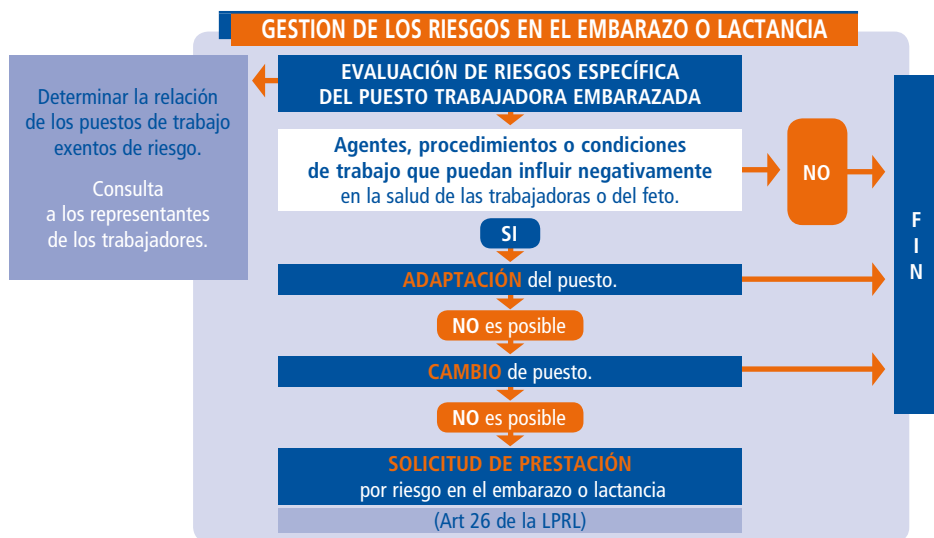 GESTION DE LOS RIESGOS EN EL EMBARAZO O LACTANCIA
EVALUACIÓN DE RIESGOS ESPECÍFICA
DEL PUESTO TRABAJADORA EMBARAZADA
Determinar la relación
de los puestos de trabajo
exentos de riesgo.
Consulta
a los representantes
de los trabajadores.
Agentes, procedimientos o condiciones
de trabajo que puedan influir negativamente
en la salud de las trabajadoras o del feto.
NO
SI
ADAPTACIÓN del puesto.
NO es posible
CAMBIO de puesto.
NO es posible
SOLICITUD DE PRESTACIÓN
por riesgo en el embarazo o lactancia
(Art 26 de la LPRL)
F
I
N